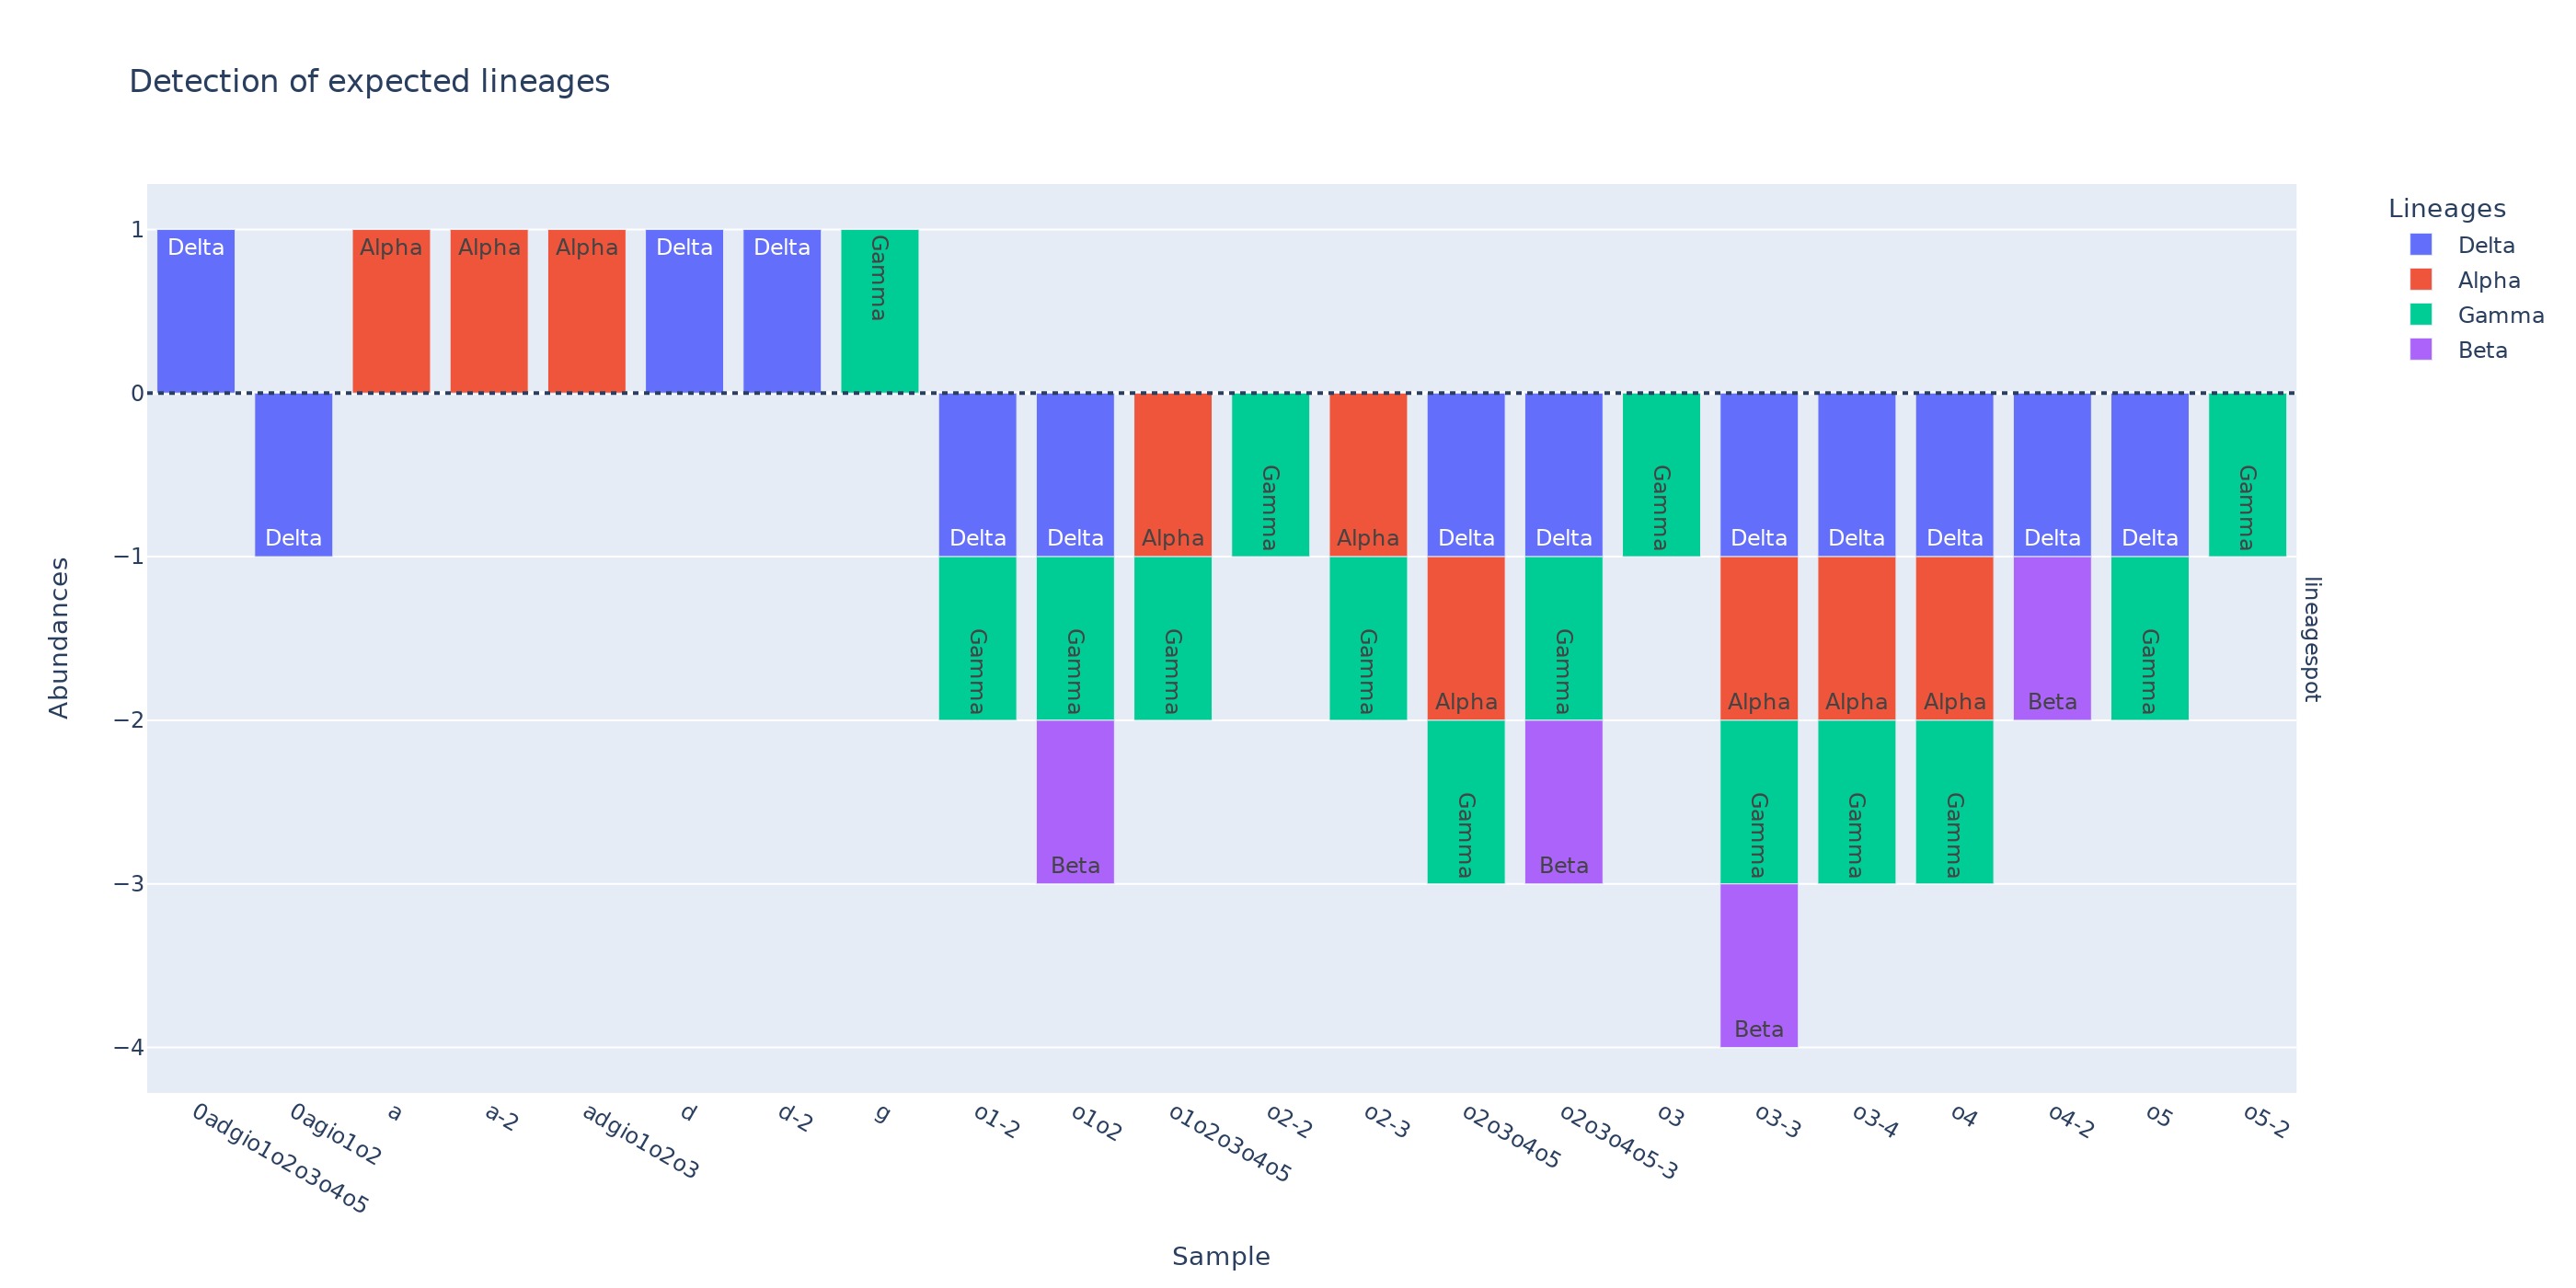 Detection of expected lineages
Lineages
Delta
Alpha
Gamma
Beta
Abundances
1
0
−1
−2
−3
−4
Delta
Delta
Alpha
Alpha
Alpha
Delta
Delta
Gamma
Delta
Gamma
Delta
Gamma
Beta
Alpha
Gamma
Gamma
Alpha
Gamma
Delta
Alpha
Gamma
Delta
Gamma
Beta
Gamma
Delta
Alpha
Gamma
Beta
Delta
Alpha
Gamma
Delta
Alpha
Gamma
Delta
Beta
Delta
Gamma
Gamma
lineagespot
0adgio1o2o3o4o5
0agio1o2
a
a-2
adgio1o2o3
d
d-2
g
o1-2
o1o2
o1o2o3o4o5
o2-2
o2-3
o2o3o4o5
o2o3o4o5-3
o3
o3-3
o3-4
o4
o4-2
o5
o5-2
Sample